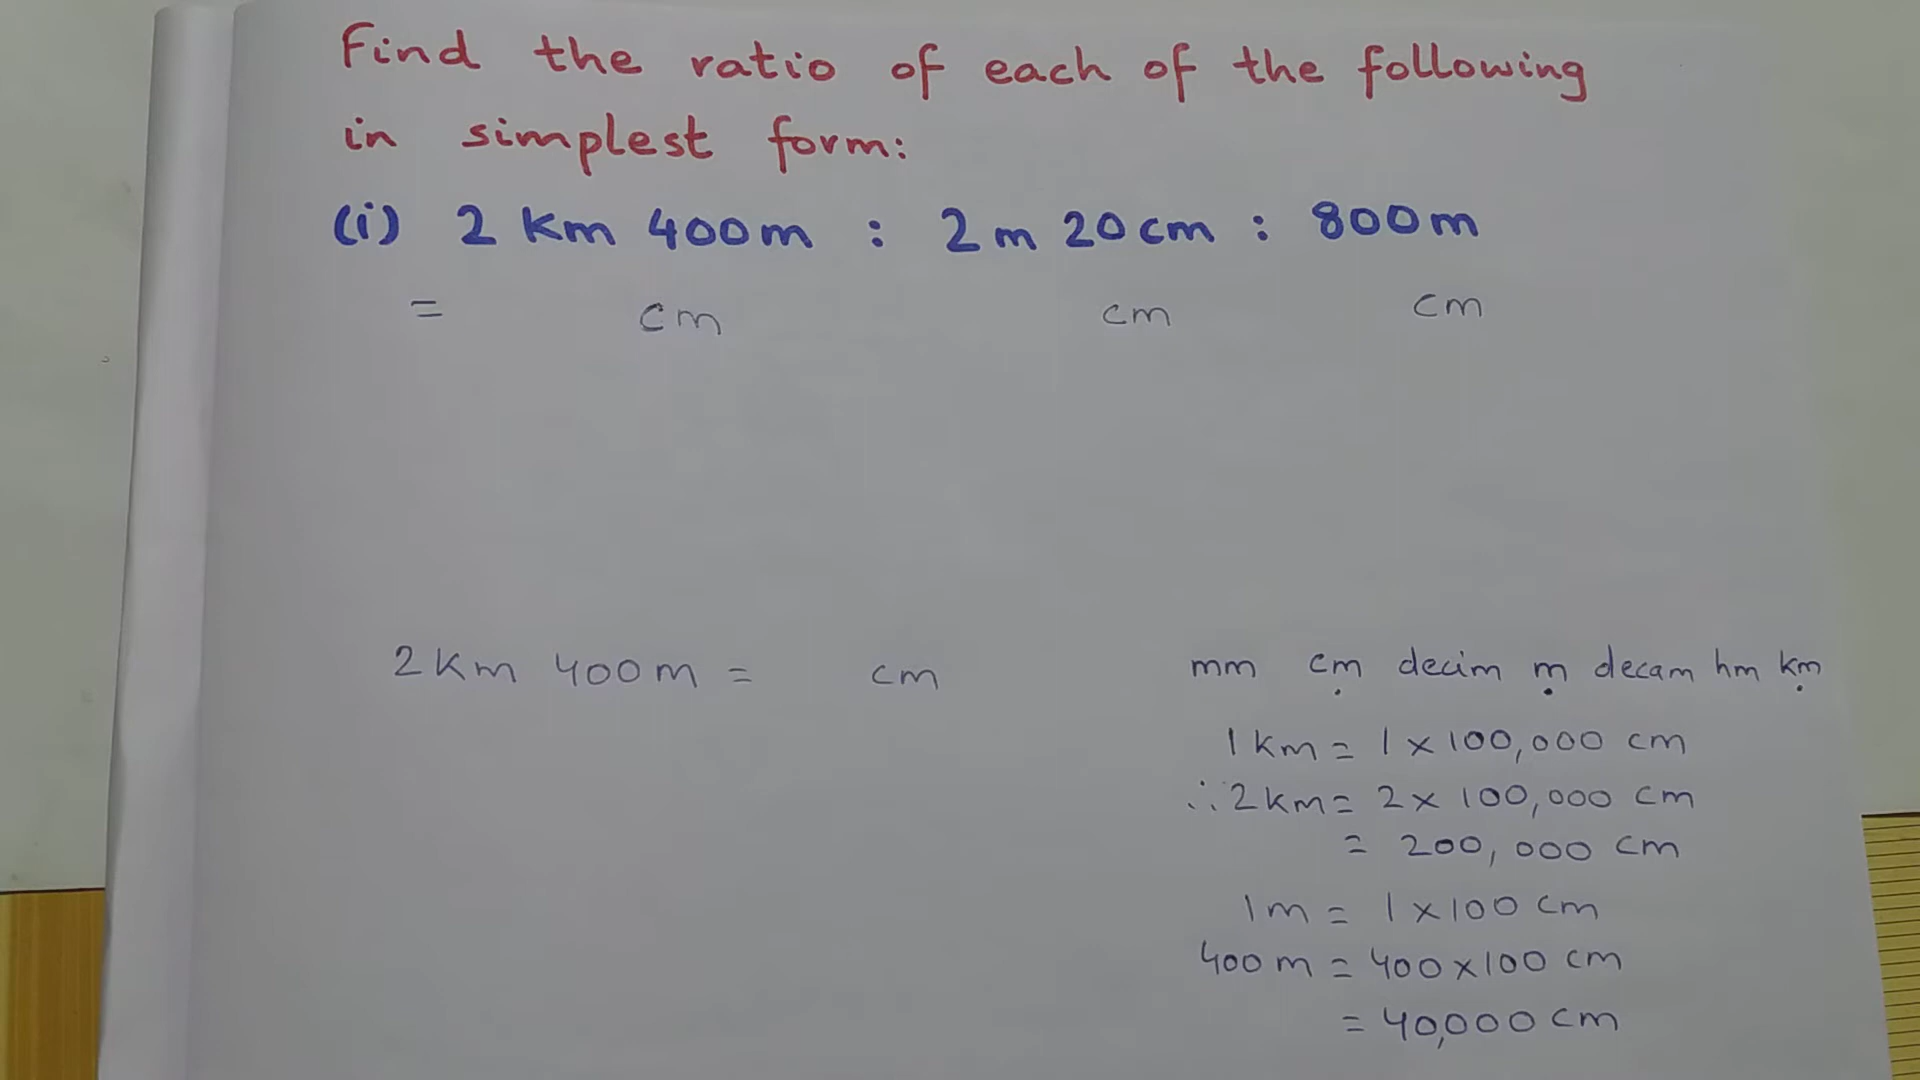 Find the ratio of each of the following
in simplest form:
(i) 2 Km 400m : 2m 20cm : 800m
= cm cm cm
2Km 400m = cm
mm cm decim m decam hm km
1km = 1 x 100,000 cm
∴ 2km = 2 x 100,000 cm
= 200,000 cm
1m = 1 x 100 cm
400 m = 400 x 100 cm
= 40,000 cm